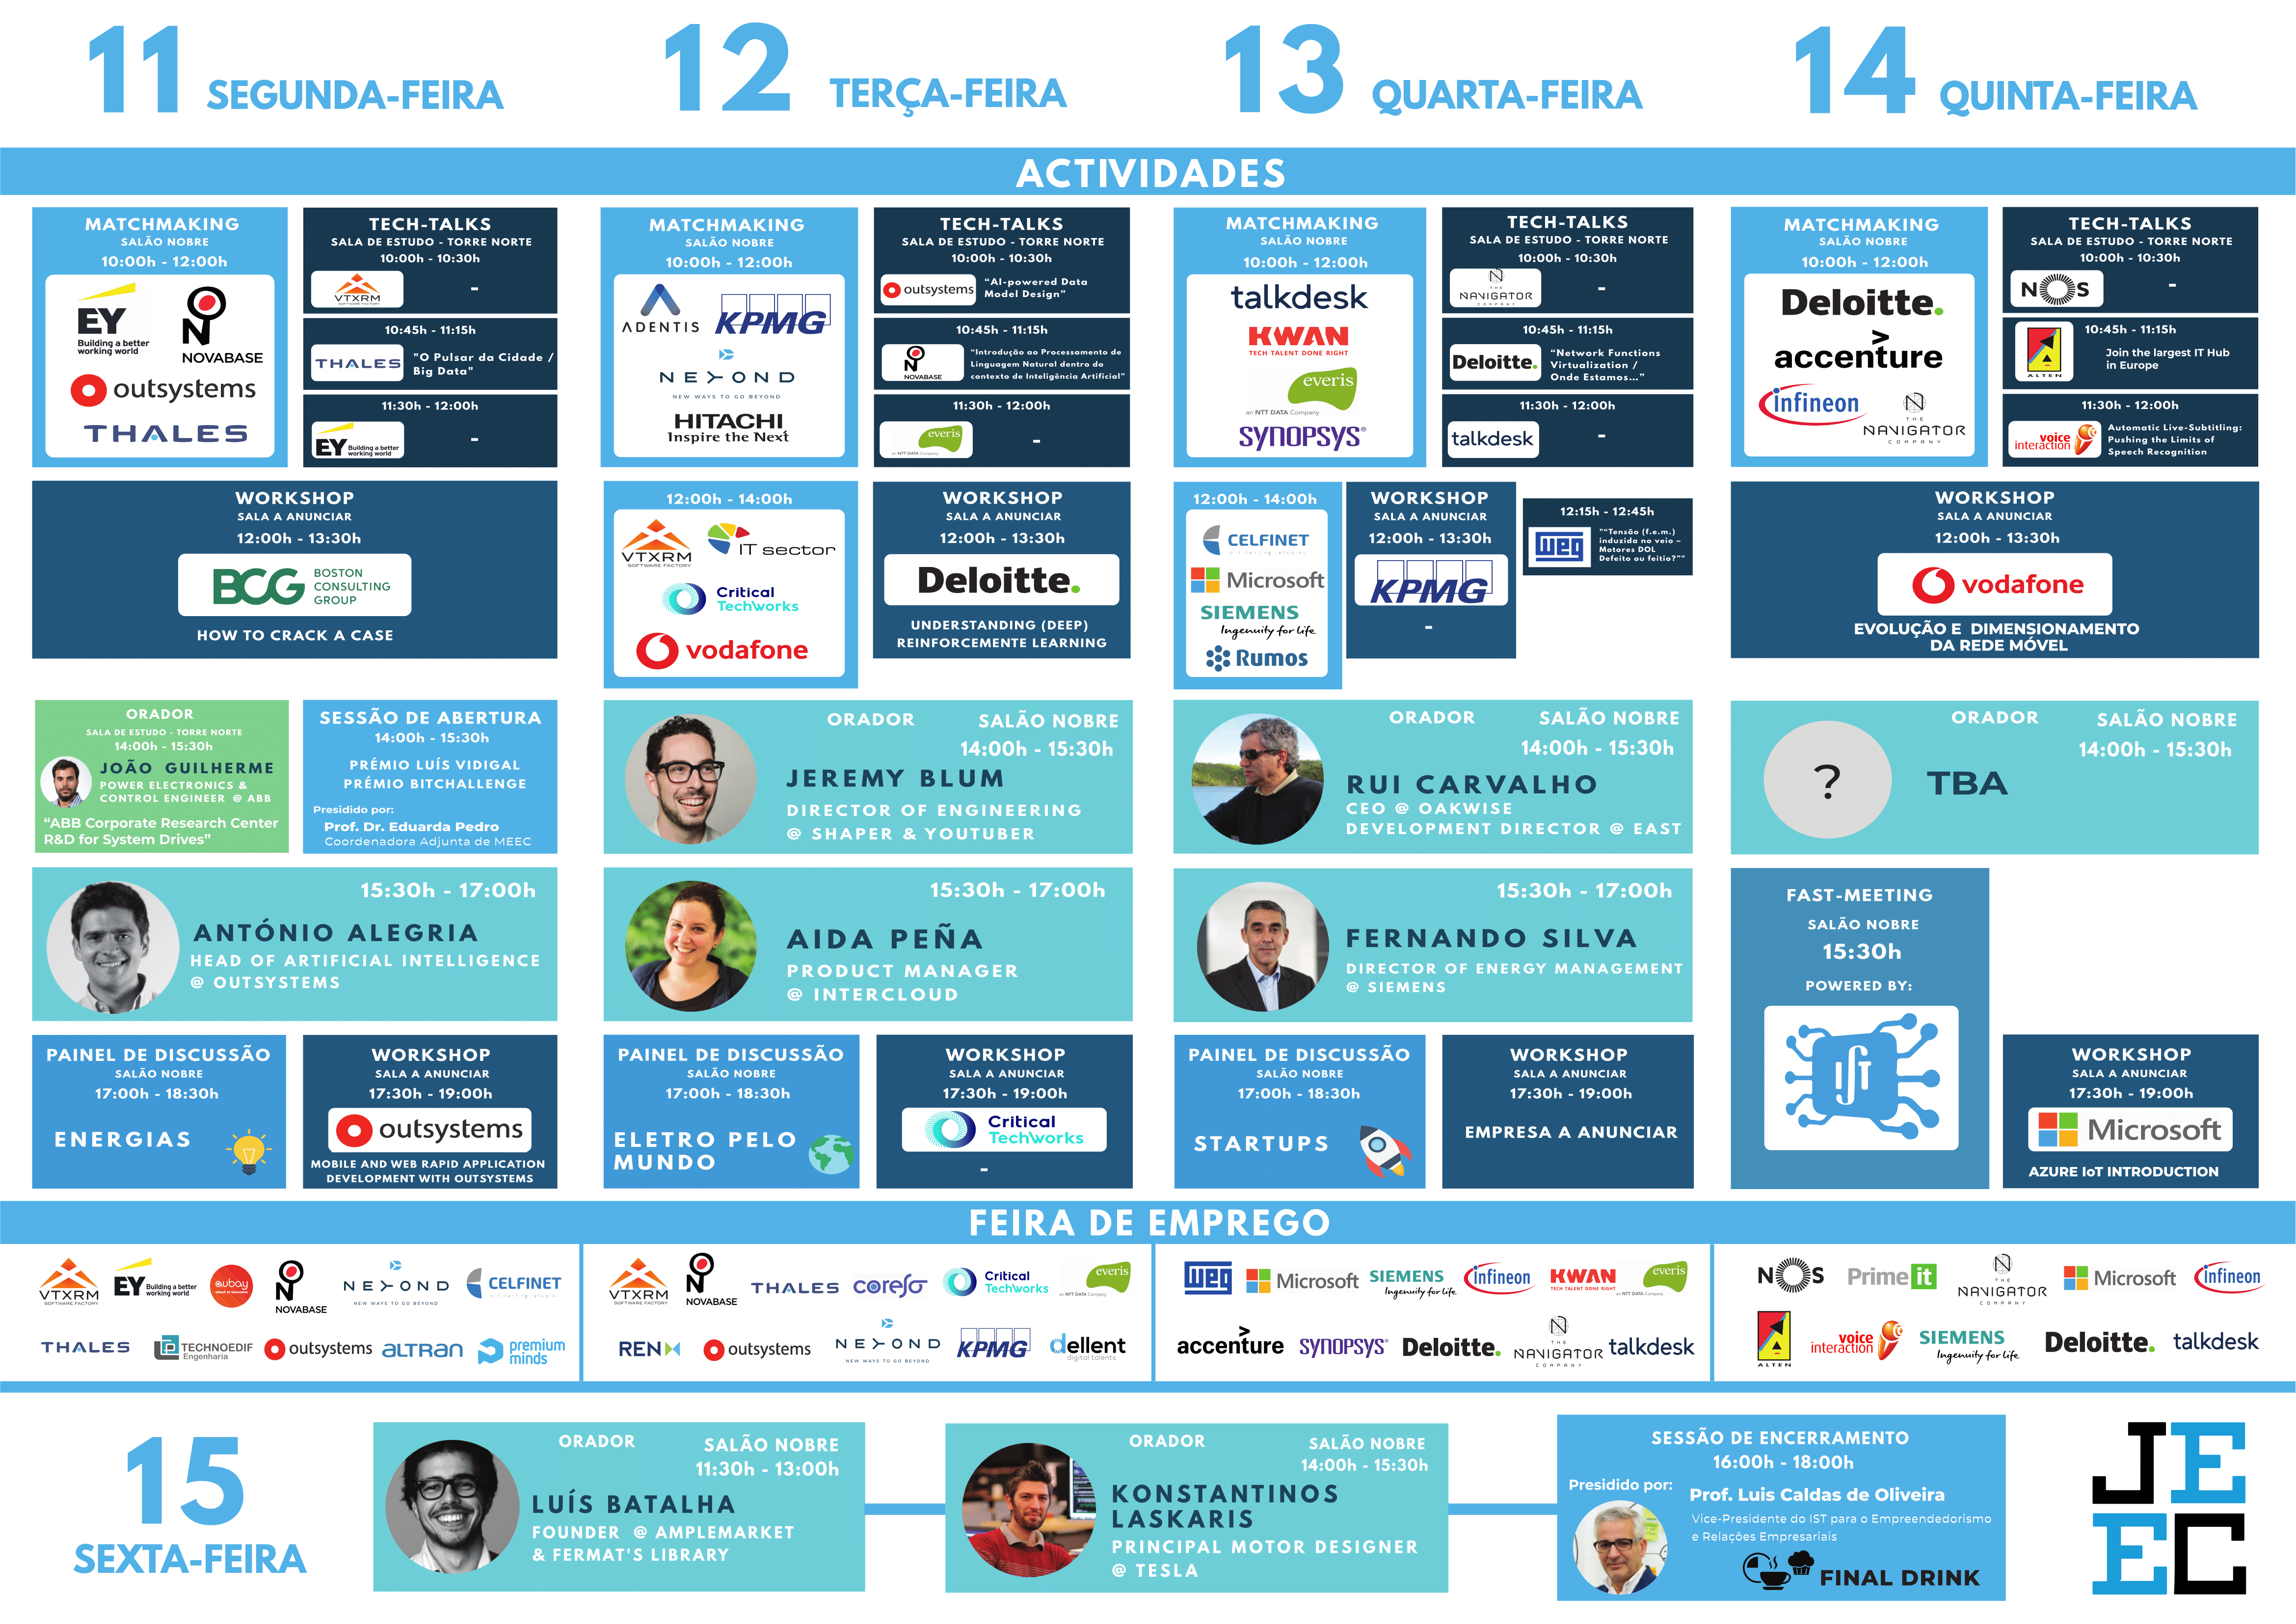 11 SEGUNDA-FEIRA
12 TERÇA-FEIRA
13 QUARTA-FEIRA
14 QUINTA-FEIRA
ACTIVIDADES
MATCHMAKING
SALÃO NOBRE
10:00h - 12:00h
EY
Building a better
working world
NOVABASE
outsystems
THALES
TECH-TALKS
SALA DE ESTUDO - TORRE NORTE
10:00h - 10:30h
VTXRM
SOFTWARE FACTORY
-
10:45h - 11:15h
THALES
"O Pulsar da Cidade /
Big Data"
11:30h - 12:00h
EY Building a better
working world
-
WORKSHOP
SALA A ANUNCIAR
12:00h - 13:30h
BCG BOSTON
CONSULTING
GROUP
HOW TO CRACK A CASE
ORADOR
SALA DE ESTUDO - TORRE NORTE
14:00h - 15:30h
JOÃO GUILHERME
POWER ELECTRONICS &
CONTROL ENGINEER @ ABB
“ABB Corporate Research Center
R&D for System Drives”
SESSÃO DE ABERTURA
14:00h - 15:30h
PRÉMIO LUÍS VIDIGAL
PRÉMIO BITCHALLENGE
Presidido por:
Prof. Dr. Eduarda Pedro
Coordenadora Adjunta de MEEC
15:30h - 17:00h
ANTÓNIO ALEGRIA
HEAD OF ARTIFICIAL INTELLIGENCE
@ OUTSYSTEMS
PAINEL DE DISCUSSÃO
SALÃO NOBRE
17:00h - 18:30h
ENERGIAS
WORKSHOP
SALA A ANUNCIAR
17:30h - 19:00h
outsystems
MOBILE AND WEB RAPID APPLICATION
DEVELOPMENT WITH OUTSYSTEMS
MATCHMAKING
SALÃO NOBRE
10:00h - 12:00h
ADENTIS
KPMG
NEYOND
NEW WAYS TO GO BEYOND
HITACHI
Inspire the Next
TECH-TALKS
SALA DE ESTUDO - TORRE NORTE
10:00h - 10:30h
outsystems
“AI-powered Data
Model Design”
10:45h - 11:15h
NOVABASE
“Introdução ao Processamento de
Linguagem Natural dentro do
contexto de Inteligência Artificial”
11:30h - 12:00h
everis
an NTT DATA Company
-
12:00h - 14:00h
VTXRM
SOFTWARE FACTORY
IT sector
Critical
TechWorks
vodafone
WORKSHOP
SALA A ANUNCIAR
12:00h - 13:30h
Deloitte.
UNDERSTANDING (DEEP)
REINFORCEMENTE LEARNING
ORADOR
SALÃO NOBRE
14:00h - 15:30h
JEREMY BLUM
DIRECTOR OF ENGINEERING
@ SHAPER & YOUTUBER
15:30h - 17:00h
AIDA PEÑA
PRODUCT MANAGER
@ INTERCLOUD
PAINEL DE DISCUSSÃO
SALÃO NOBRE
17:00h - 18:30h
ELETRO PELO
MUNDO
WORKSHOP
SALA A ANUNCIAR
17:30h - 19:00h
Critical
TechWorks
-
MATCHMAKING
SALÃO NOBRE
10:00h - 12:00h
talkdesk
KWAN
TECH TALENT DONE RIGHT
everis
an NTT DATA Company
SYNOPSYS®
TECH-TALKS
SALA DE ESTUDO - TORRE NORTE
10:00h - 10:30h
N
THE
NAVIGATOR
COMPANY
-
10:45h - 11:15h
Deloitte.
“Network Functions
Virtualization /
Onde Estamos...”
11:30h - 12:00h
talkdesk
-
12:00h - 14:00h
CELFINET
Microsoft
SIEMENS
Ingenuity for life
Rumos
WORKSHOP
SALA A ANUNCIAR
12:00h - 13:30h
KPMG
-
12:15h - 12:45h
WEG
"“Tensão (f.e.m.)
induzida no veio –
Motores DOL
Defeito ou feitio?”"
ORADOR
SALÃO NOBRE
14:00h - 15:30h
RUI CARVALHO
CEO @ OAKWISE
DEVELOPMENT DIRECTOR @ EAST
15:30h - 17:00h
FERNANDO SILVA
DIRECTOR OF ENERGY MANAGEMENT
@ SIEMENS
PAINEL DE DISCUSSÃO
SALÃO NOBRE
17:00h - 18:30h
STARTUPS
WORKSHOP
SALA A ANUNCIAR
17:30h - 19:00h
EMPRESA A ANUNCIAR
MATCHMAKING
SALÃO NOBRE
10:00h - 12:00h
Deloitte.
accenture
infineon
N
THE
NAVIGATOR
COMPANY
TECH-TALKS
SALA DE ESTUDO - TORRE NORTE
10:00h - 10:30h
NOS
-
10:45h - 11:15h
ALTEN
Join the largest IT Hub
in Europe
11:30h - 12:00h
voice
interaction
Automatic Live-Subtitling:
Pushing the Limits of
Speech Recognition
WORKSHOP
SALA A ANUNCIAR
12:00h - 13:30h
vodafone
EVOLUÇÃO E DIMENSIONAMENTO
DA REDE MÓVEL
ORADOR
SALÃO NOBRE
14:00h - 15:30h
?
TBA
FAST-MEETING
SALÃO NOBRE
15:30h
POWERED BY:
WORKSHOP
SALA A ANUNCIAR
17:30h - 19:00h
Microsoft
AZURE IoT INTRODUCTION
FEIRA DE EMPREGO
VTXRM
SOFTWARE FACTORY
EY Building a better
working world
aubay
NOVABASE
NEYOND
NEW WAYS TO GO BEYOND
CELFINET
THALES
TECHNOEDIF
Engenharia
outsystems
ALTRAN
premium
minds
VTXRM
SOFTWARE FACTORY
NOVABASE
THALES
coreso
Critical
TechWorks
everis
an NTT DATA Company
REN
outsystems
NEYOND
NEW WAYS TO GO BEYOND
KPMG
dellent
digital talents
WEG
Microsoft
SIEMENS
Ingenuity for life
infineon
KWAN
TECH TALENT DONE RIGHT
everis
an NTT DATA Company
accenture
SYNOPSYS®
Deloitte.
N
THE
NAVIGATOR
COMPANY
talkdesk
NOS
Prime it
N
THE
NAVIGATOR
COMPANY
Microsoft
infineon
ALTEN
voice
interaction
SIEMENS
Ingenuity for life
Deloitte.
talkdesk
15
SEXTA-FEIRA
ORADOR
SALÃO NOBRE
11:30h - 13:00h
LUÍS BATALHA
FOUNDER @ AMPLEMARKET
& FERMAT'S LIBRARY
ORADOR
SALÃO NOBRE
14:00h - 15:30h
KONSTANTINOS
LASKARIS
PRINCIPAL MOTOR DESIGNER
@ TESLA
SESSÃO DE ENCERRAMENTO
16:00h - 18:00h
Presidido por:
Prof. Luis Caldas de Oliveira
Vice-Presidente do IST para o Empreendedorismo
e Relações Empresariais
FINAL DRINK
JE
EC